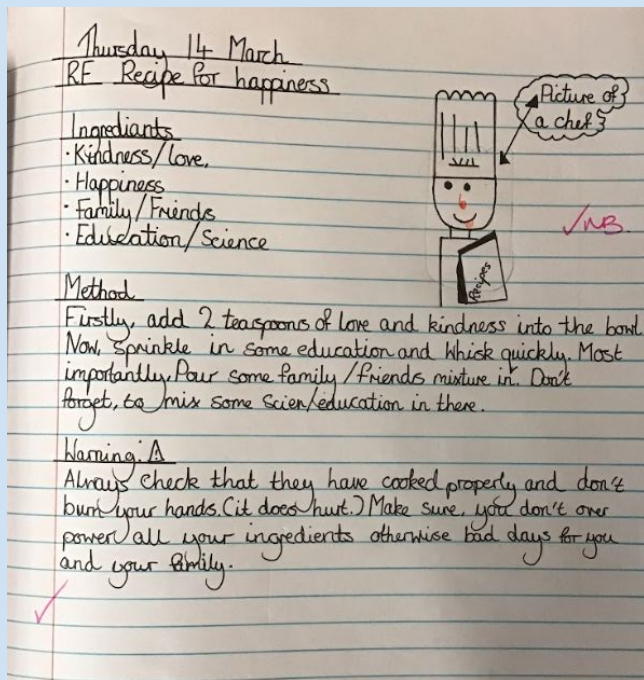 Thursday 14 March
RE Recipe for happiness
Picture of
a chef
Ingrediants
· Kindness/love,
· Happiness
· Family/Friends
· Education/Science
✓NB.
Recipes
Method
Firstly, add 2 teaspoons of love and kindness into the bowl
Now, sprinkle in some education and whisk quickly. Most
importantly, Pour some family/friends mixture in. Don't
forget, to mix some scien/education in there.
Warning: ⚠
Always check that they have cooked properly and don't
burn your hands. (it does hurt.) Make sure, you don't over
power all your ingredients otherwise bad days for you
and your family.